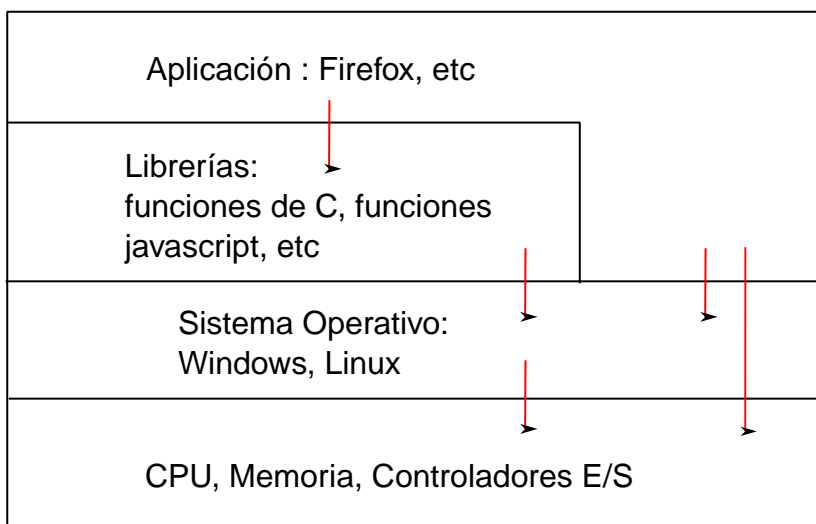 Aplicación : Firefox, etc
Librerías:
funciones de C, funciones
javascript, etc
Sistema Operativo:
Windows, Linux
CPU, Memoria, Controladores E/S